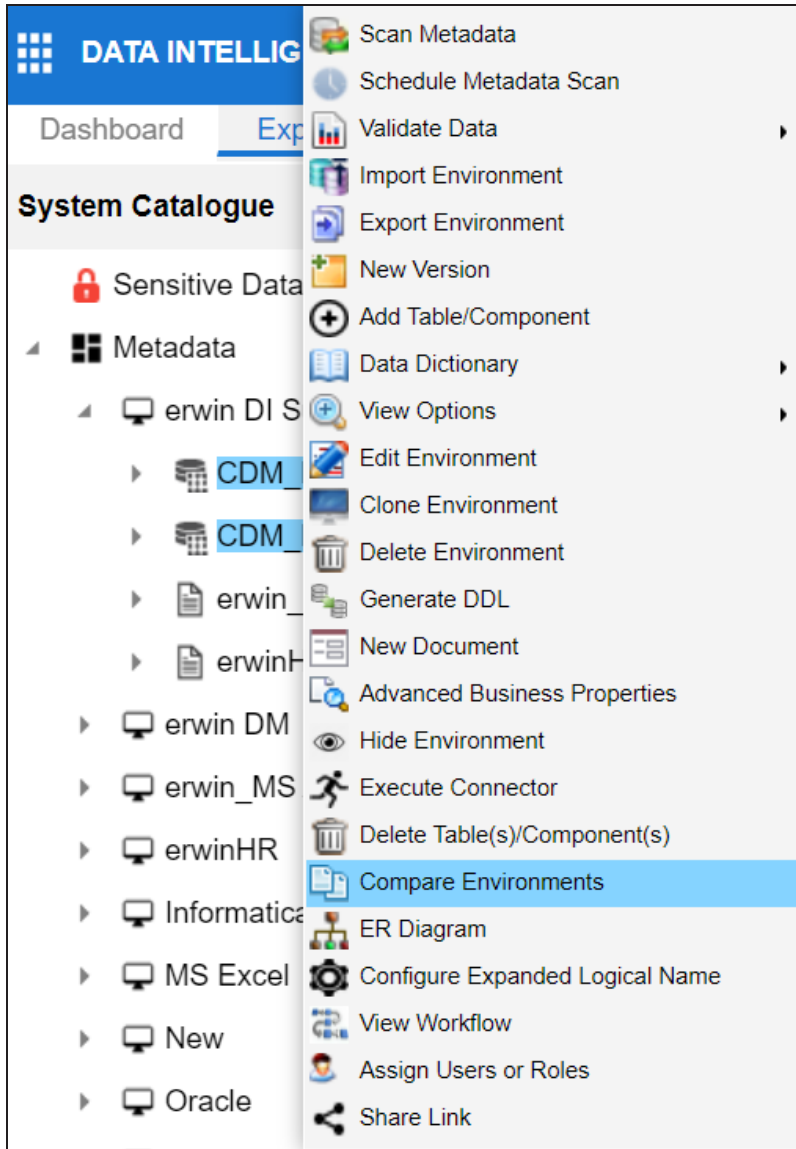 DATA INTELLIG
Dashboard
Exp
System Catalogue
Sensitive Data
Metadata
erwin DI S
CDM_
CDM_
erwin_
erwinH
erwin DM
erwin_MS
erwinHR
Informatica
MS Excel
New
Oracle
Scan Metadata
Schedule Metadata Scan
Validate Data
Import Environment
Export Environment
New Version
Add Table/Component
Data Dictionary
View Options
Edit Environment
Clone Environment
Delete Environment
Generate DDL
New Document
Advanced Business Properties
Hide Environment
Execute Connector
Delete Table(s)/Component(s)
Compare Environments
ER Diagram
Configure Expanded Logical Name
View Workflow
Assign Users or Roles
Share Link